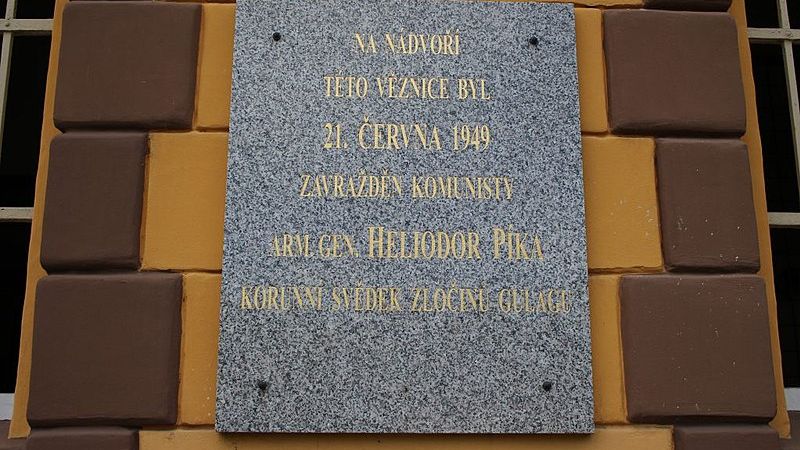 NA NÁDVOŘÍ
TÉTO VĚZNICE BYL
21. ČERVNA 1949
ZAVRAŽDĚN KOMUNISTY
ARM. GEN. HELIODOR PÍKA
KORUNNÍ SVĚDEK ZLOČINŮ GULAGU